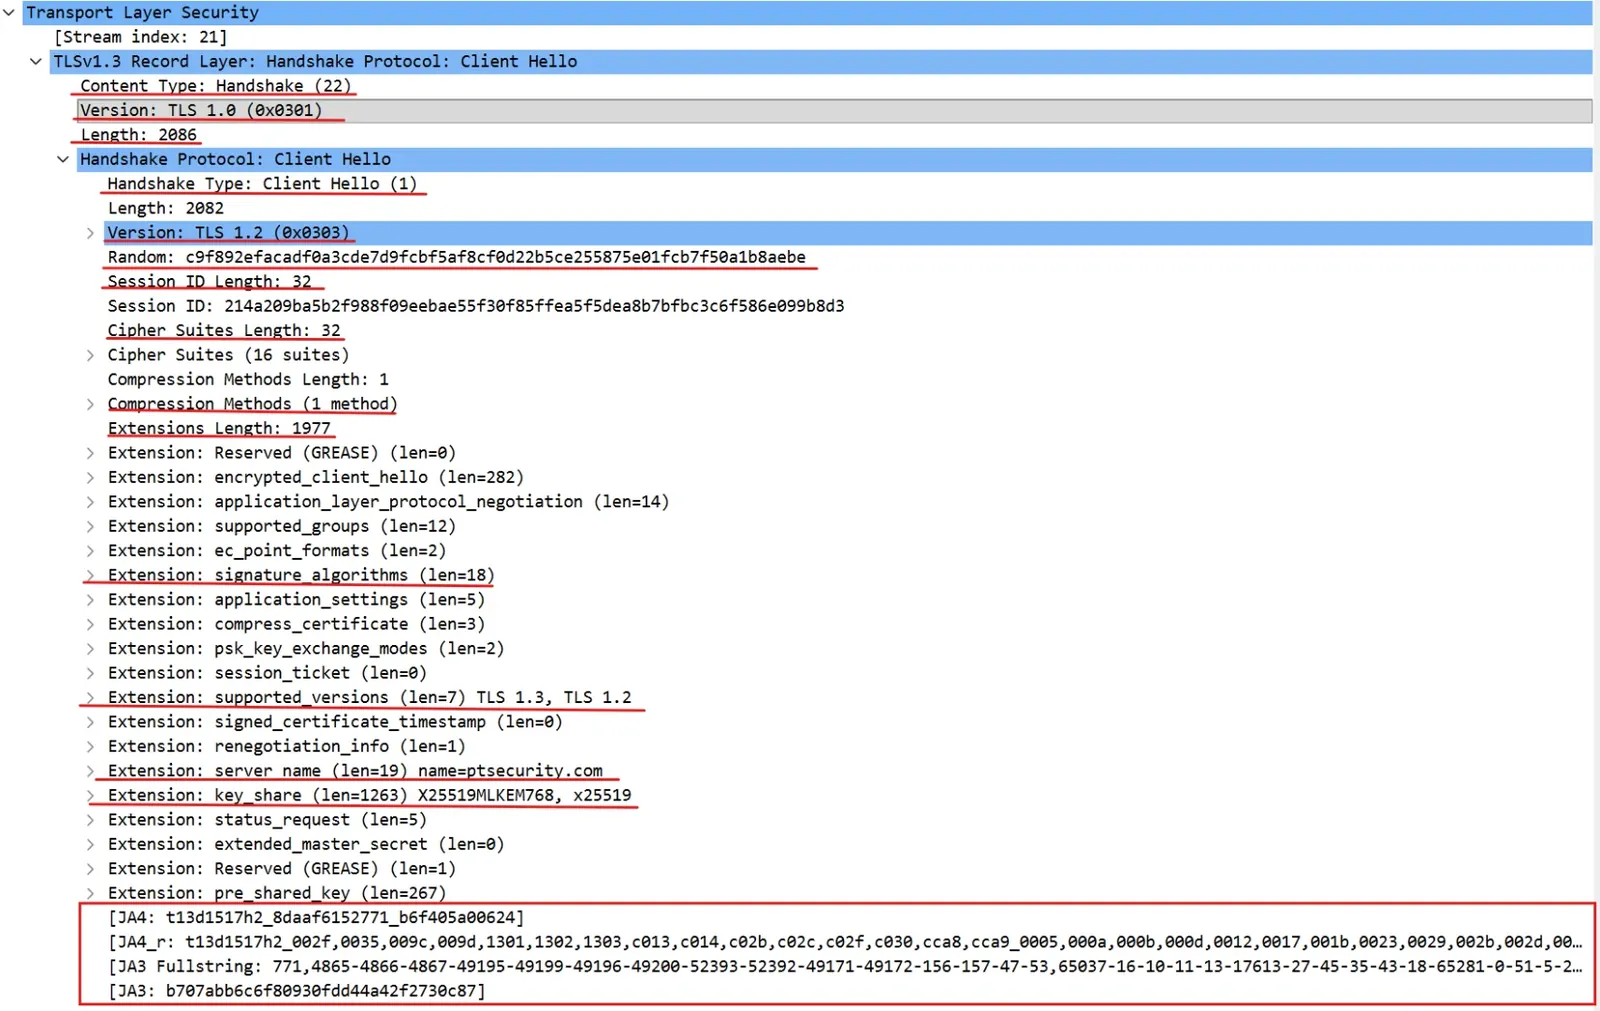 Transport Layer Security
[Stream index: 21]
TLSv1.3 Record Layer: Handshake Protocol: Client Hello
Content Type: Handshake (22)
Version: TLS 1.0 (0x0301)
Length: 2086
Handshake Protocol: Client Hello
Handshake Type: Client Hello (1)
Length: 2082
Version: TLS 1.2 (0x0303)
Random: c9f892efacadf0a3cde7d9fcbf5af8cf0d22b5ce255875e01fcb7f50a1b8aebe
Session ID Length: 32
Session ID: 214a209ba5b2f988f09eebae55f30f85ffea5f5dea8b7bfbc3c6f586e099b8d3
Cipher Suites Length: 32
Cipher Suites (16 suites)
Compression Methods Length: 1
Compression Methods (1 method)
Extensions Length: 1977
Extension: Reserved (GREASE) (len=0)
Extension: encrypted_client_hello (len=282)
Extension: application_layer_protocol_negotiation (len=14)
Extension: supported_groups (len=12)
Extension: ec_point_formats (len=2)
Extension: signature_algorithms (len=18)
Extension: application_settings (len=5)
Extension: compress_certificate (len=3)
Extension: psk_key_exchange_modes (len=2)
Extension: session_ticket (len=0)
Extension: supported_versions (len=7) TLS 1.3, TLS 1.2
Extension: signed_certificate_timestamp (len=0)
Extension: renegotiation_info (len=1)
Extension: server_name (len=19) name=ptsecurity.com
Extension: key_share (len=1263) X25519MLKEM768, x25519
Extension: status_request (len=5)
Extension: extended_master_secret (len=0)
Extension: Reserved (GREASE) (len=1)
Extension: pre_shared_key (len=267)
[JA4: t13d1517h2_8daaf6152771_b6f405a00624]
[JA4_r: t13d1517h2_002f,0035,009c,009d,1301,1302,1303,c013,c014,c02b,c02c,c02f,c030,cca8,cca9_0005,000a,000b,000d,0012,0017,001b,0023,0029,002b,002d,00…
[JA3 Fullstring: 771,4865-4866-4867-49195-49199-49196-49200-52393-52392-49171-49172-156-157-47-53,65037-16-10-11-13-17613-27-45-35-43-18-65281-0-51-5-2…
[JA3: b707abb6c6f80930fdd44a42f2730c87]